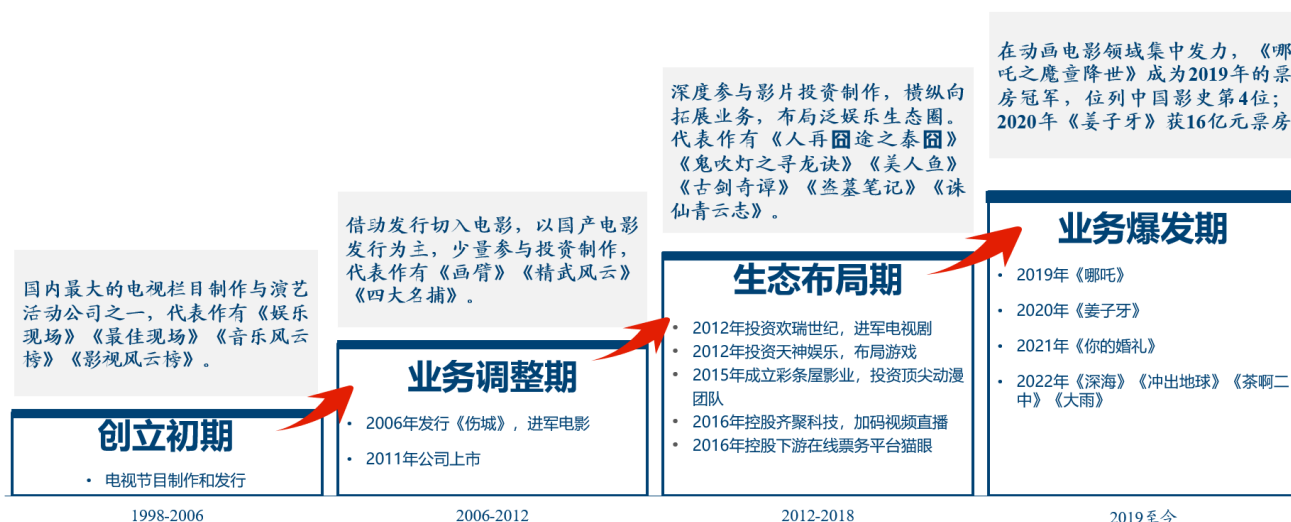 国内最大的电视栏目制作与演艺
活动公司之一，代表作有《娱乐
现场》《最佳现场》《音乐风云
榜》《影视风云榜》。
创立初期
• 电视节目制作和发行
1998-2006
借动发行切入电影，以国产电影
发行为主，少量参与投资制作，
代表作有《画臂》《精武风云》
《四大名捕》。
业务调整期
• 2006年发行《伤城》，进军电影
• 2011年公司上市
2006-2012
深度参与影片投资制作，横纵向
拓展业务，布局泛娱乐生态圈。
代表作有《人再囧途之泰囧》
《鬼吹灯之寻龙诀》《美人鱼》
《古剑奇谭》《盗墓笔记》《诛
仙青云志》。
生态布局期
• 2012年投资欢瑞世纪，进军电视剧
• 2012年投资天神娱乐，布局游戏
• 2015年成立彩条屋影业，投资顶尖动漫
团队
• 2016年控股齐聚科技，加码视频直播
• 2016年控股下游在线票务平台猫眼
2012-2018
在动画电影领域集中发力，《哪
吒之魔童降世》成为2019年的票
房冠军，位列中国影史第4位；
2020年《姜子牙》获16亿元票房
业务爆发期
• 2019年《哪吒》
• 2020年《姜子牙》
• 2021年《你的婚礼》
• 2022年《深海》《冲出地球》《茶啊二
中》《大雨》
2019至今